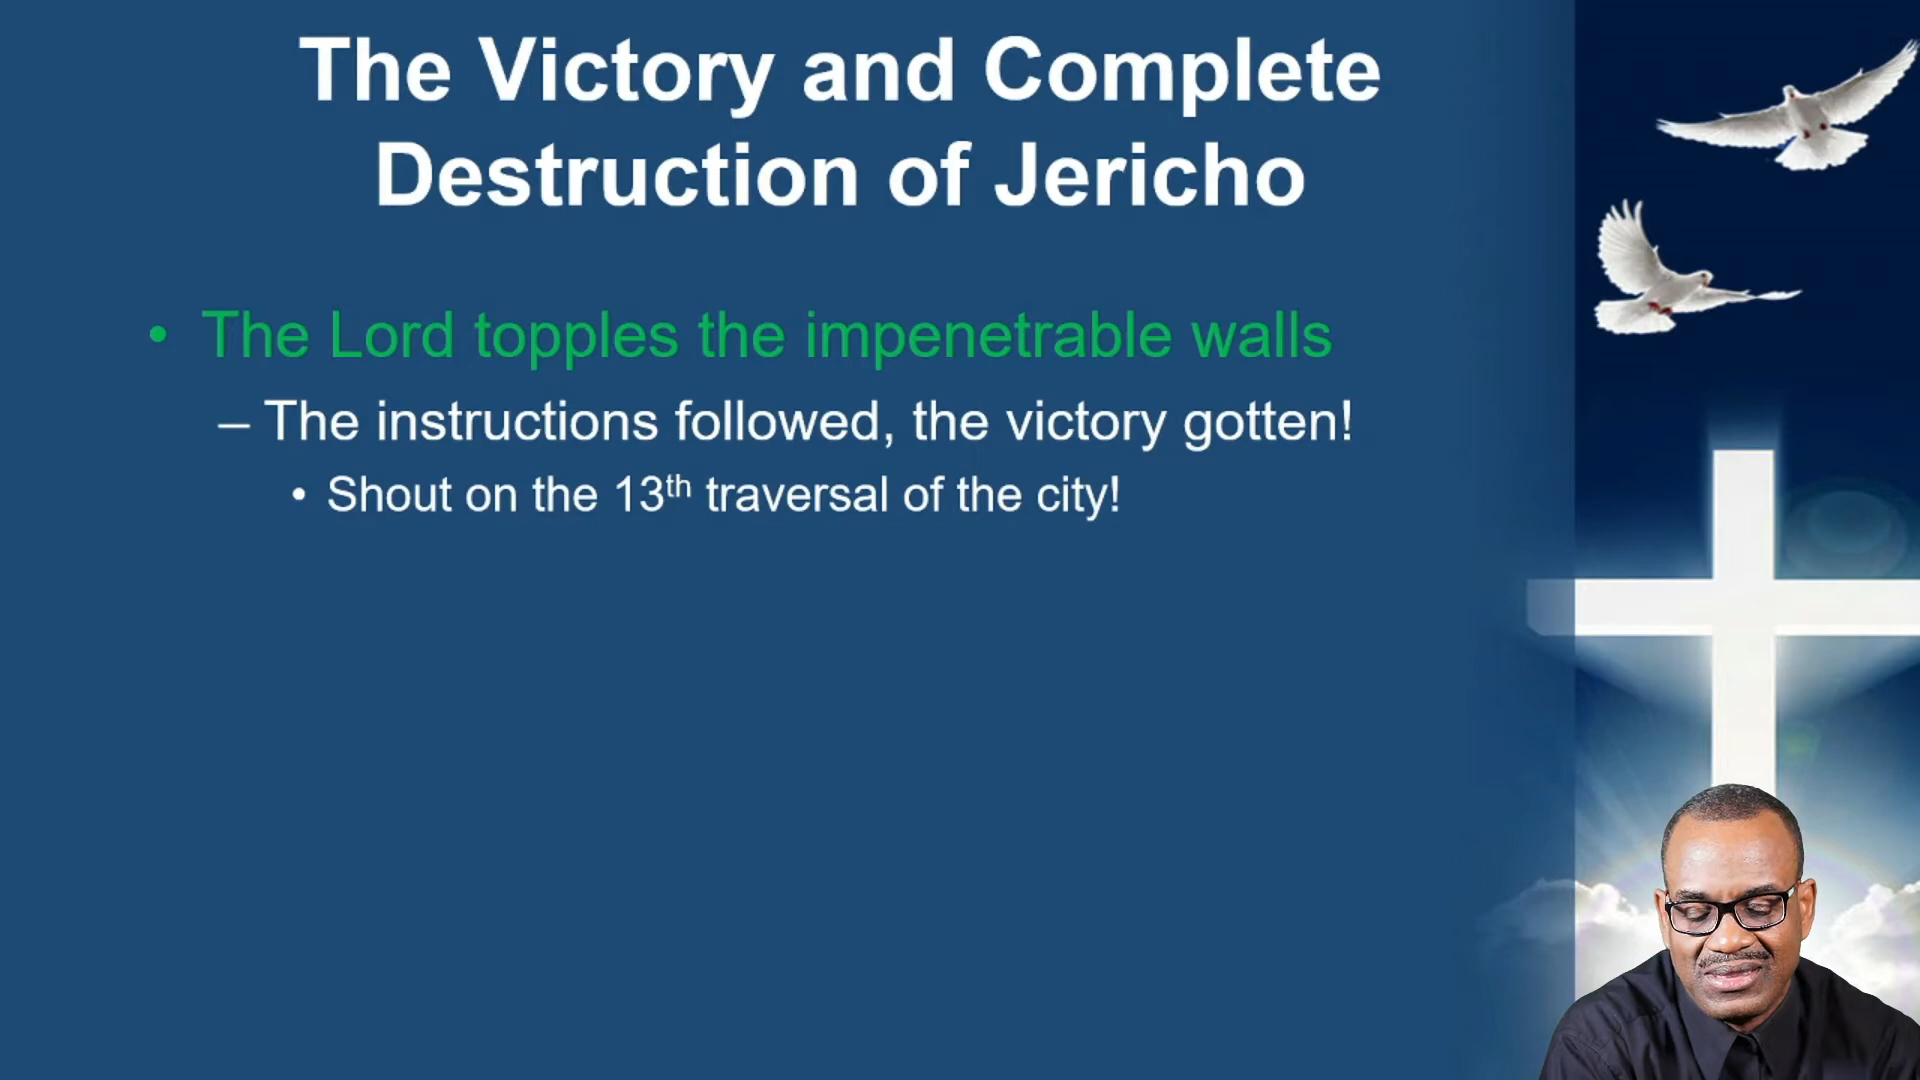 The Victory and Complete
Destruction of Jericho
• The Lord topples the impenetrable walls
– The instructions followed, the victory gotten!
• Shout on the 13th traversal of the city!